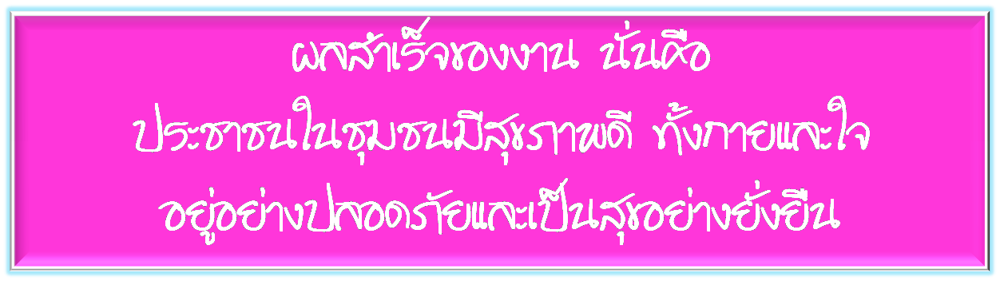 ผลสำเร็จของงาน นั่นคือ
ประชาชนในชุมชนมีสุขภาพดี ทั้งกายและใจ
อยู่อย่างปลอดภัยและเป็นสุขอย่างยั่งยืน